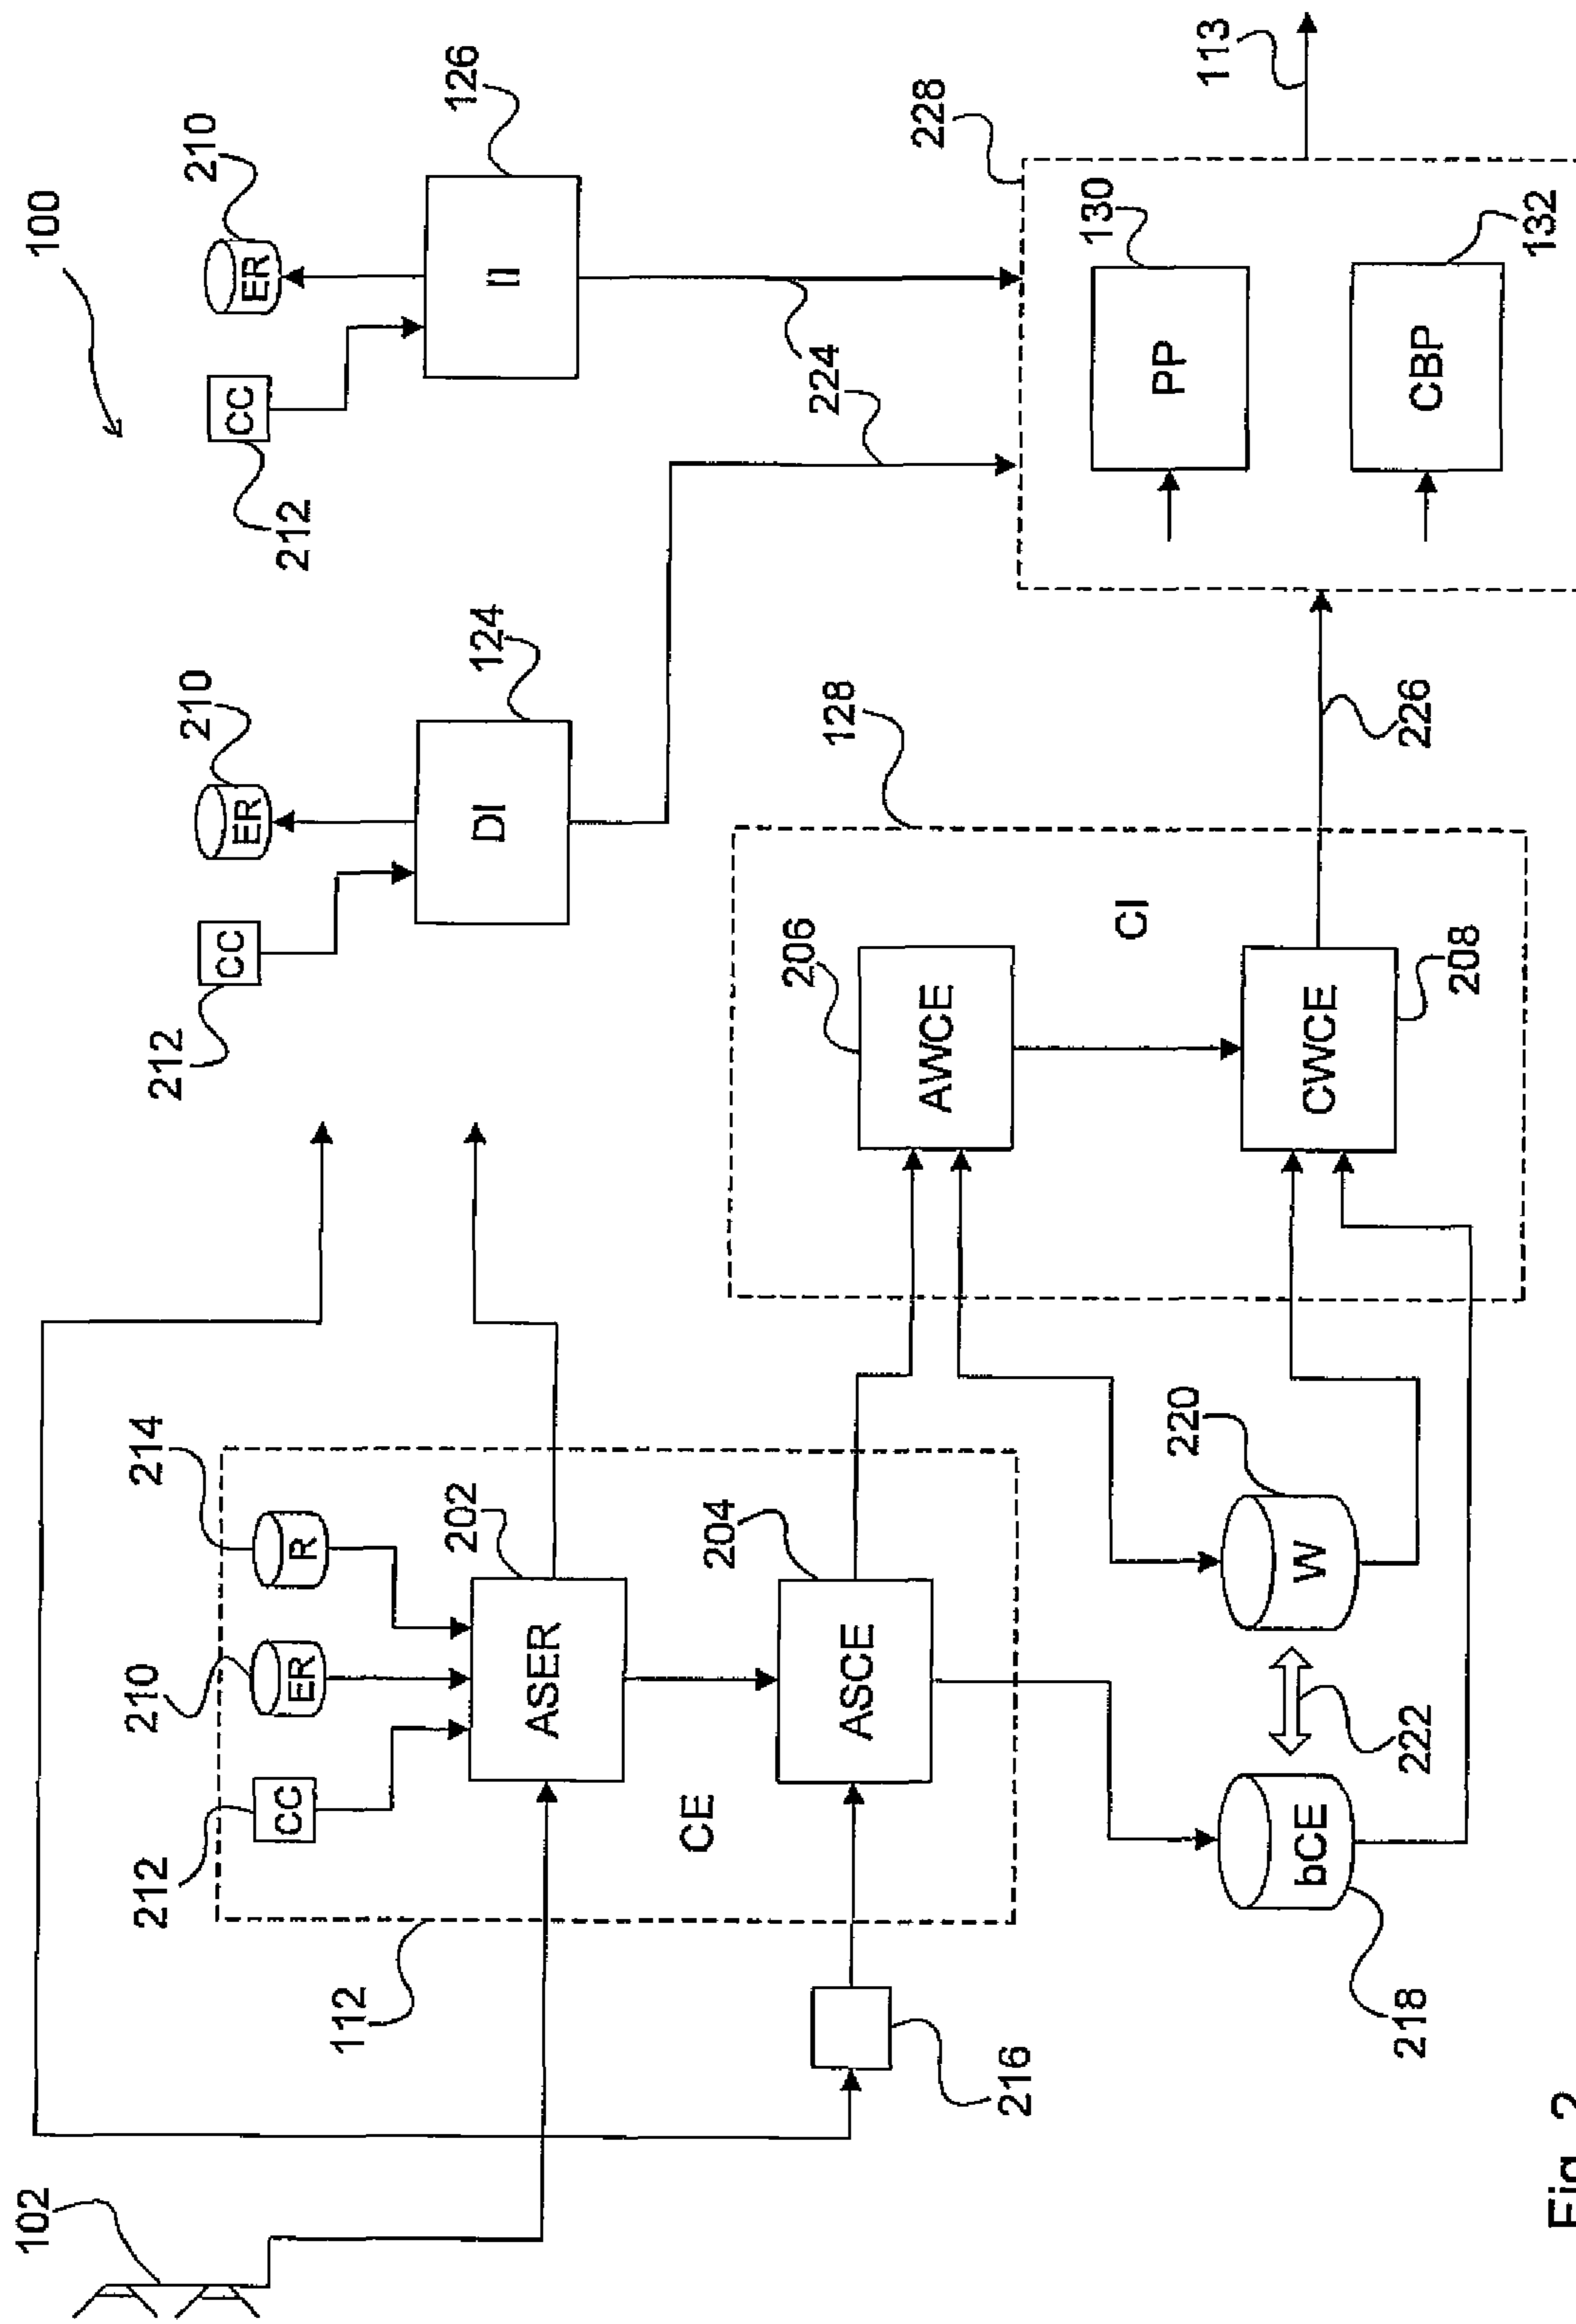 100
102
112
212
CC
210
ER
214
R
ASER
202
CE
ASCE
204
216
212
CC
210
ER
DI
124
212
CC
210
ER
II
126
224
224
128
206
AWCE
CI
CWCE
208
bCE
218
222
W
220
226
228
PP
130
CBP
132
113
Fig. 2